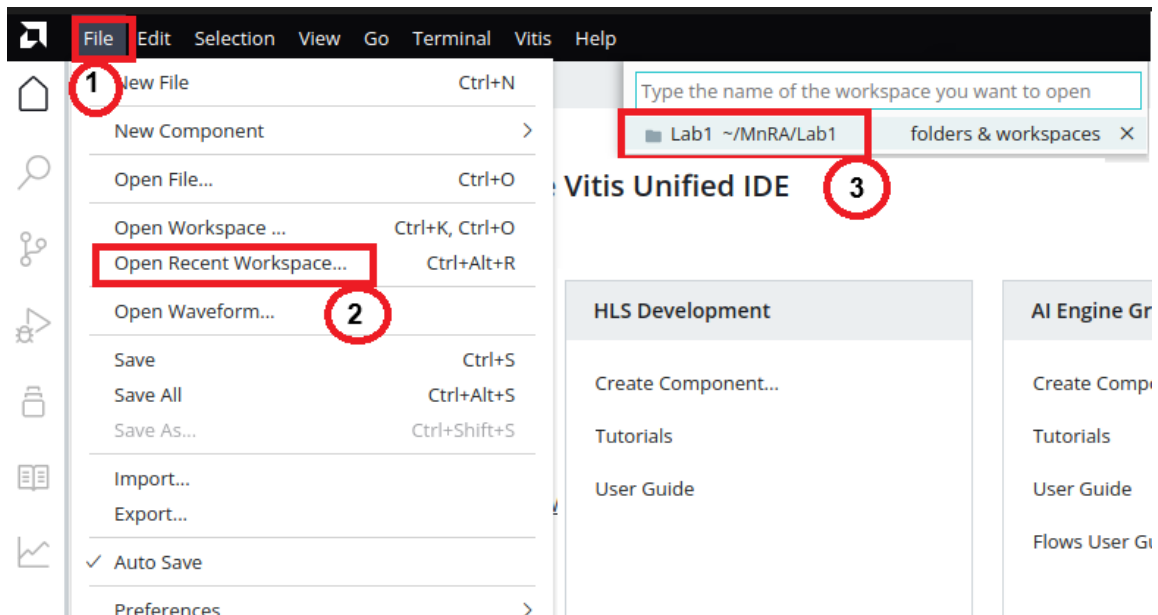 File Edit Selection View Go Terminal Vitis Help
1
New File Ctrl+N
New Component
Open File... Ctrl+O
Open Workspace ... Ctrl+K, Ctrl+O
Open Recent Workspace... Ctrl+Alt+R
2
Open Waveform...
Save Ctrl+S
Save All Ctrl+Alt+S
Save As... Ctrl+Shift+S
Import...
Export...
✓ Auto Save
Preferences
Type the name of the workspace you want to open
Lab1 ~/MnRA/Lab1 folders & workspaces ×
3
Vitis Unified IDE
HLS Development
Create Component...
Tutorials
User Guide
AI Engine Gr
Create Comp
Tutorials
User Guide
Flows User Gu